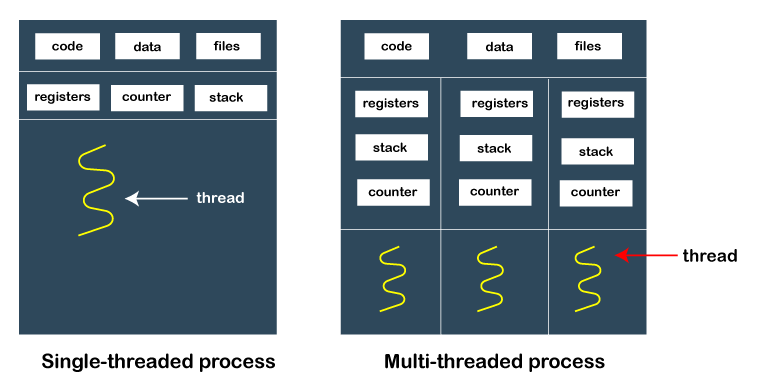 code data files
registers counter stack
thread
Single-threaded process
code data files
registers registers registers
stack stack stack
counter counter counter
thread
Multi-threaded process